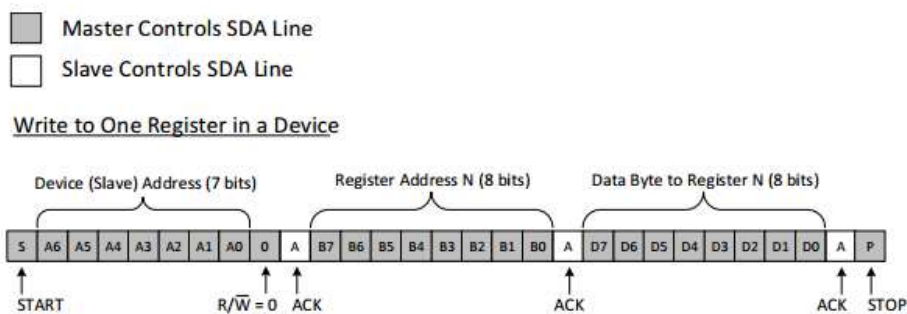 Master Controls SDA Line
Slave Controls SDA Line
Write to One Register in a Device
Device (Slave) Address (7 bits) Register Address N (8 bits) Data Byte to Register N (8 bits)
S A6 A5 A4 A3 A2 A1 A0 0 A B7 B6 B5 B4 B3 B2 B1 B0 A D7 D6 D5 D4 D3 D2 D1 D0 A P
START R/W̅ = 0 ACK ACK ACK STOP